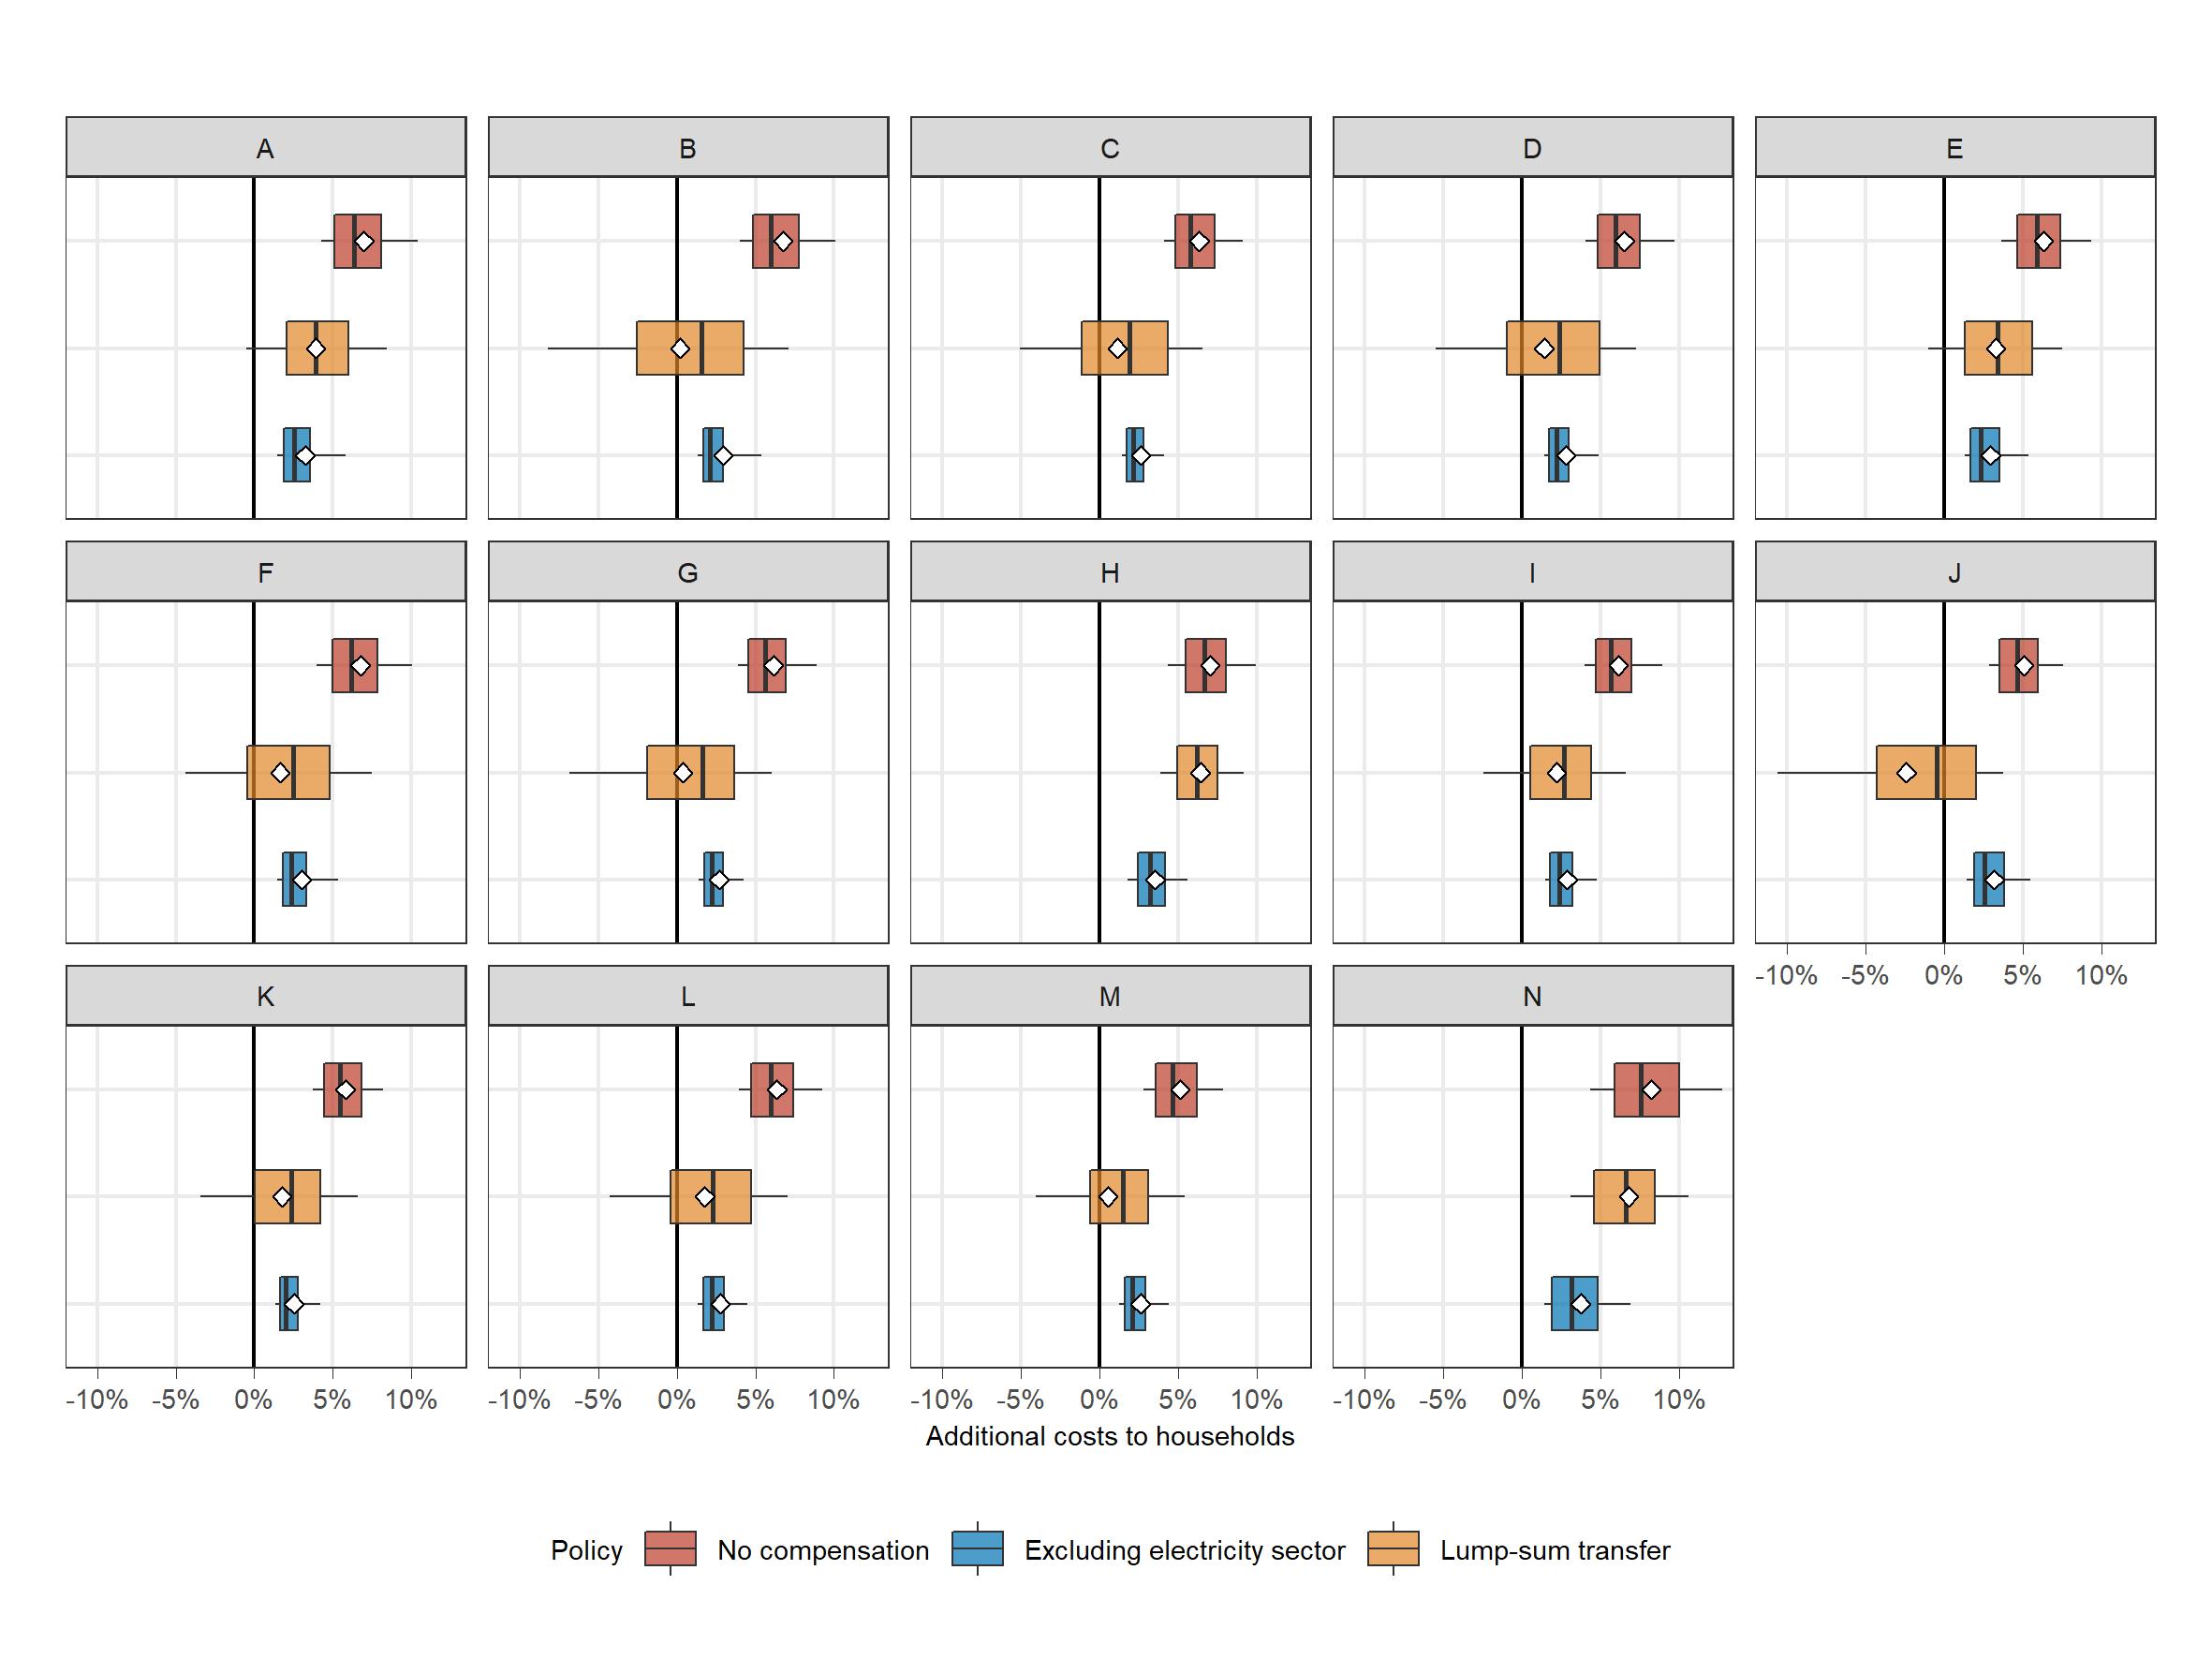 A B C D E
F G H I J
-10% -5% 0% 5% 10%
K L M N
-10% -5% 0% 5% 10% -10% -5% 0% 5% 10% -10% -5% 0% 5% 10% -10% -5% 0% 5% 10%
Additional costs to households
Policy No compensation Excluding electricity sector Lump-sum transfer